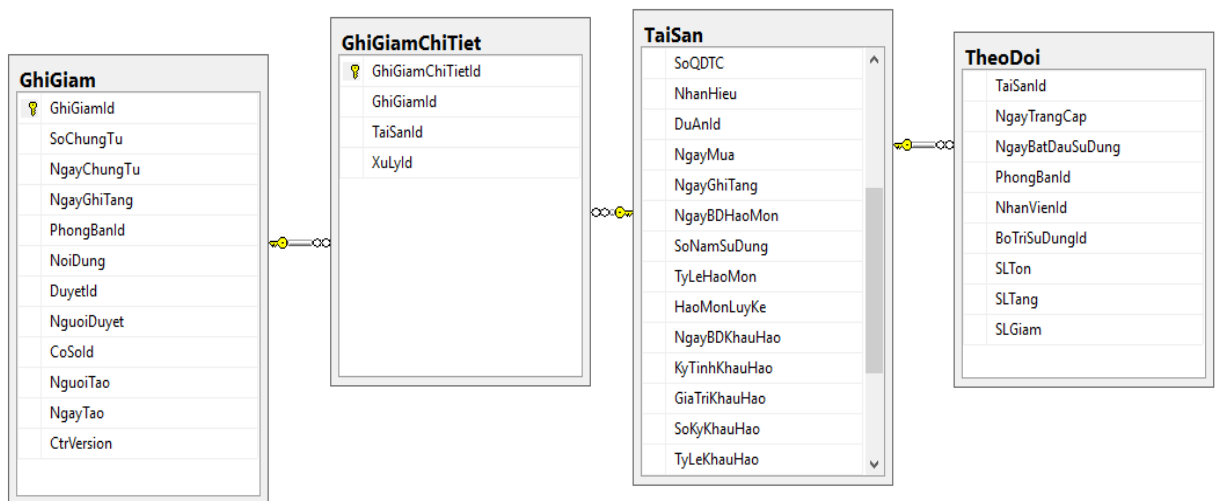 GhiGiam
GhiGiamId
SoChungTu
NgayChungTu
NgayGhiTang
PhongBanId
NoiDung
DuyetId
NguoiDuyet
CoSoId
NguoiTao
NgayTao
CtrVersion
GhiGiamChiTiet
GhiGiamChiTietId
GhiGiamId
TaiSanId
XuLyId
TaiSan
SoQDTC
NhanHieu
DuAnId
NgayMua
NgayGhiTang
NgayBDHaoMon
SoNamSuDung
TyLeHaoMon
HaoMonLuyKe
NgayBDKhauHao
KyTinhKhauHao
GiaTriKhauHao
SoKyKhauHao
TyLeKhauHao
TheoDoi
TaiSanId
NgayTrangCap
NgayBatDauSuDung
PhongBanId
NhanVienId
BoTriSuDungId
SLTon
SLTang
SLGiam